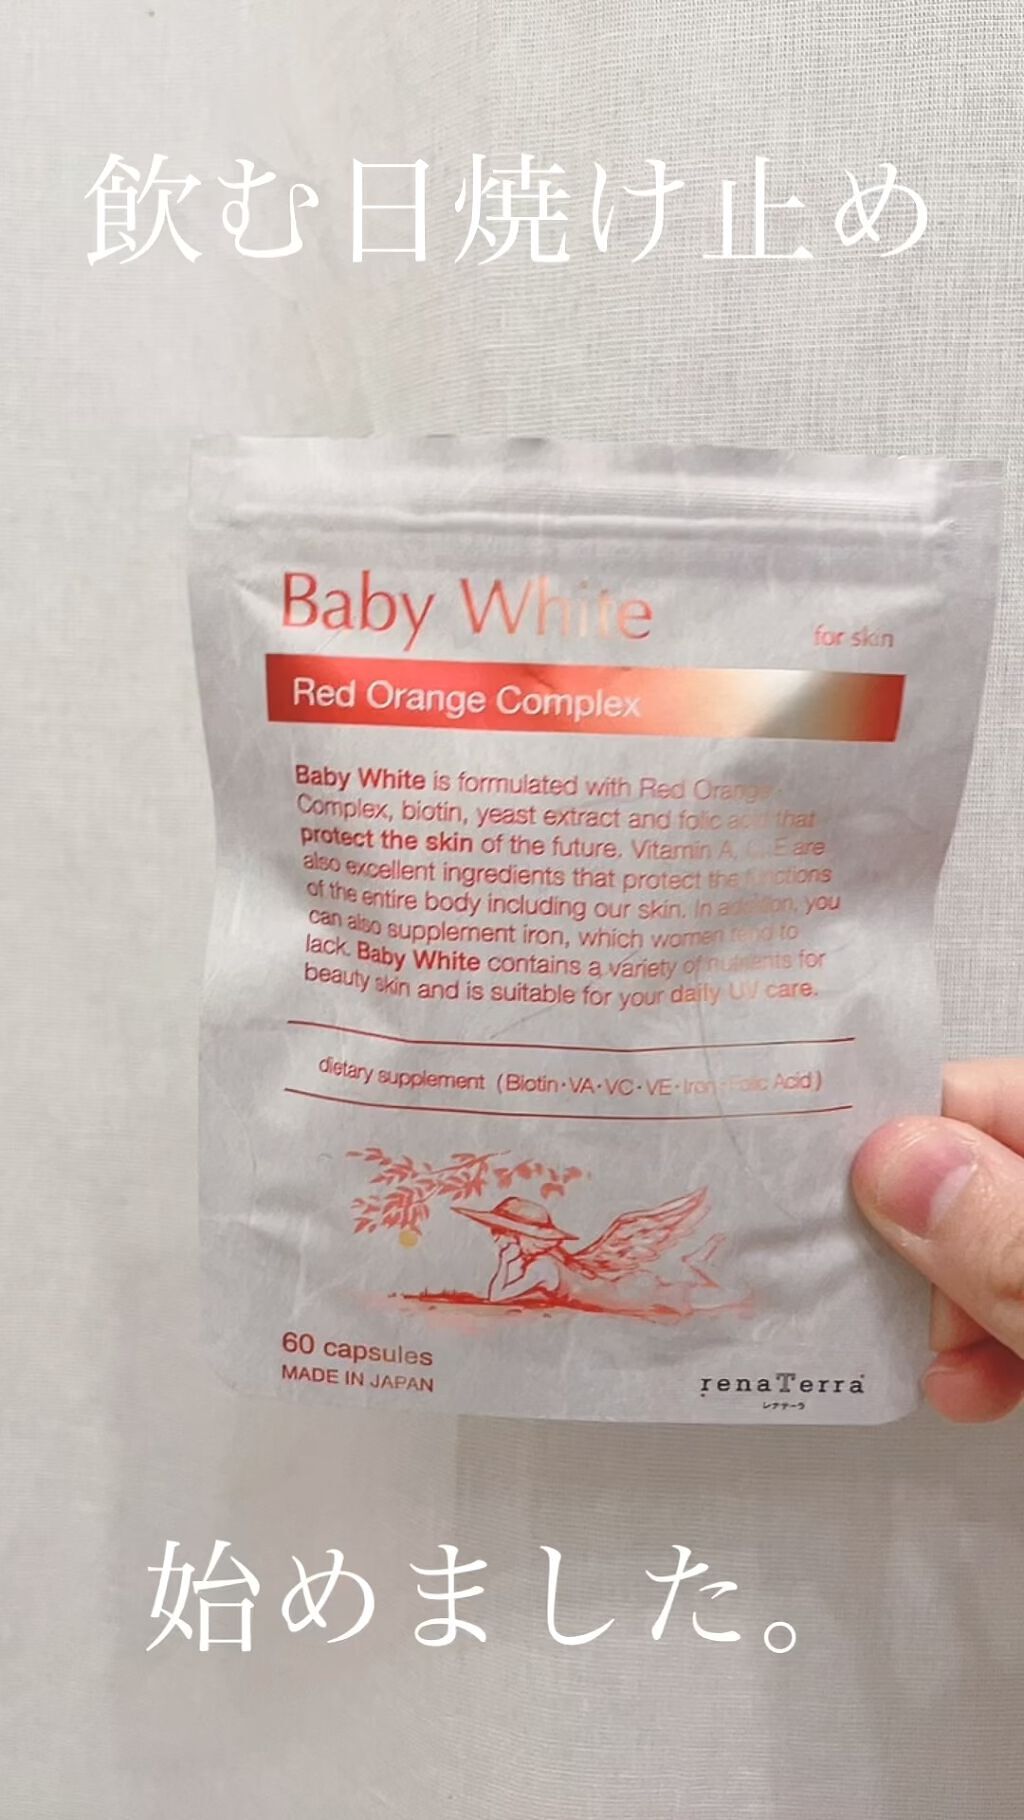 飲む日焼け止め
Baby White
for skin
Red Orange Complex
Baby White is formulated with Red Orange
Complex, biotin, yeast extract and folic acid that
protect the skin of the future. Vitamin A, C, E are
also excellent ingredients that protect the functions
of the entire body including our skin. In addition, you
can also supplement iron, which women tend to
lack. Baby White contains a variety of nutrients for
beauty skin and is suitable for your daily UV care.
dietary supplement (Biotin・VA・VC・VE・Iron・Folic Acid)
60 capsules
MADE IN JAPAN
renaTerra
レナテーラ
始めました。